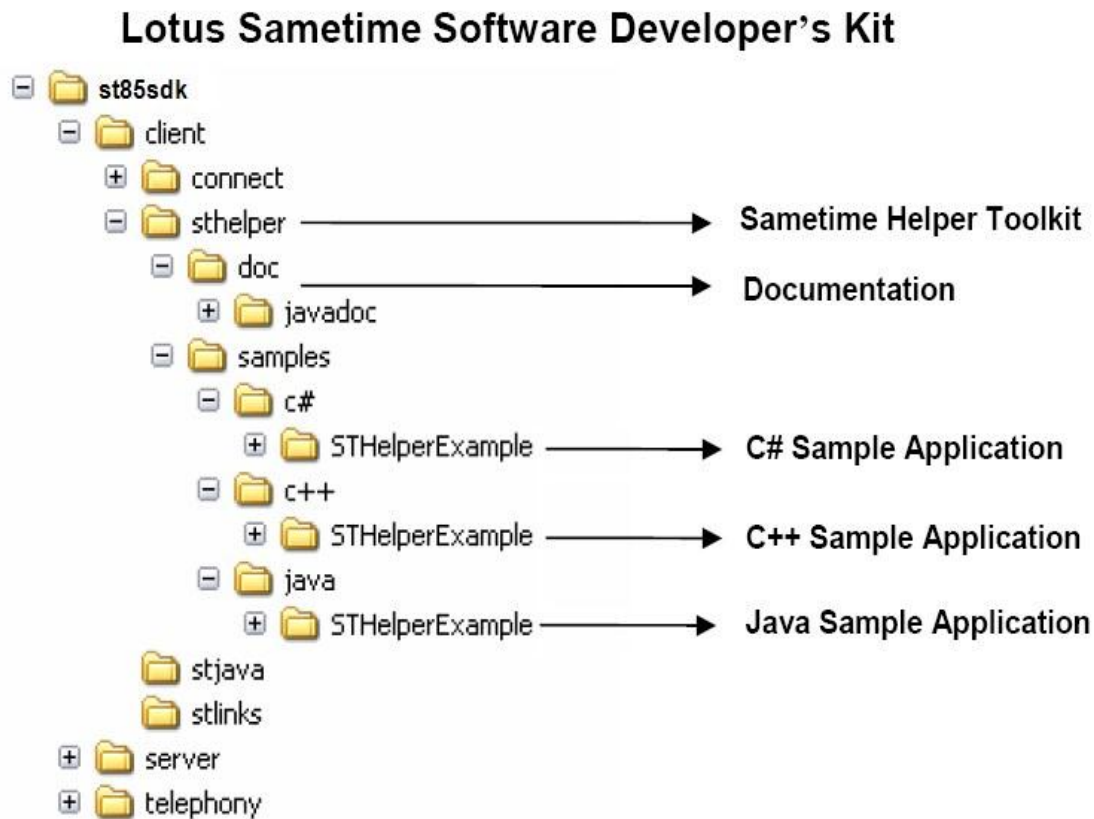 Lotus Sametime Software Developer’s Kit
st85sdk
client
connect
sthelper Sametime Helper Toolkit
doc Documentation
javadoc
samples
c#
STHelperExample C# Sample Application
c++
STHelperExample C++ Sample Application
java
STHelperExample Java Sample Application
stjava
stlinks
server
telephony